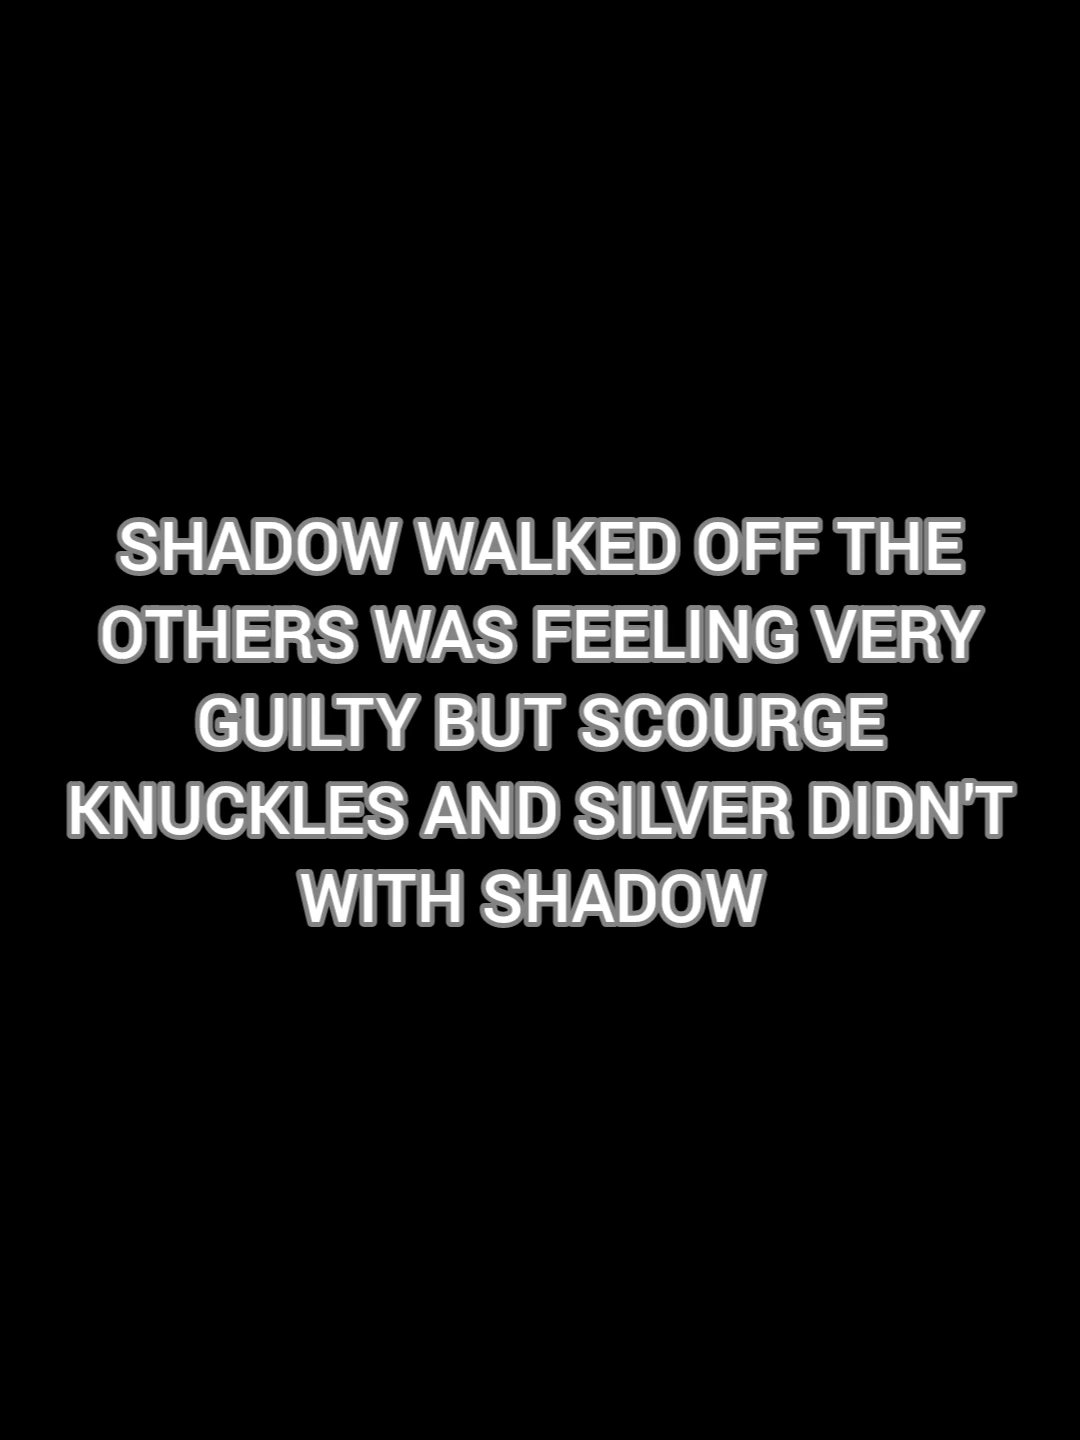 SHADOW WALKED OFF THE
OTHERS WAS FEELING VERY
GUILTY BUT SCOURGE
KNUCKLES AND SILVER DIDN'T
WITH SHADOW